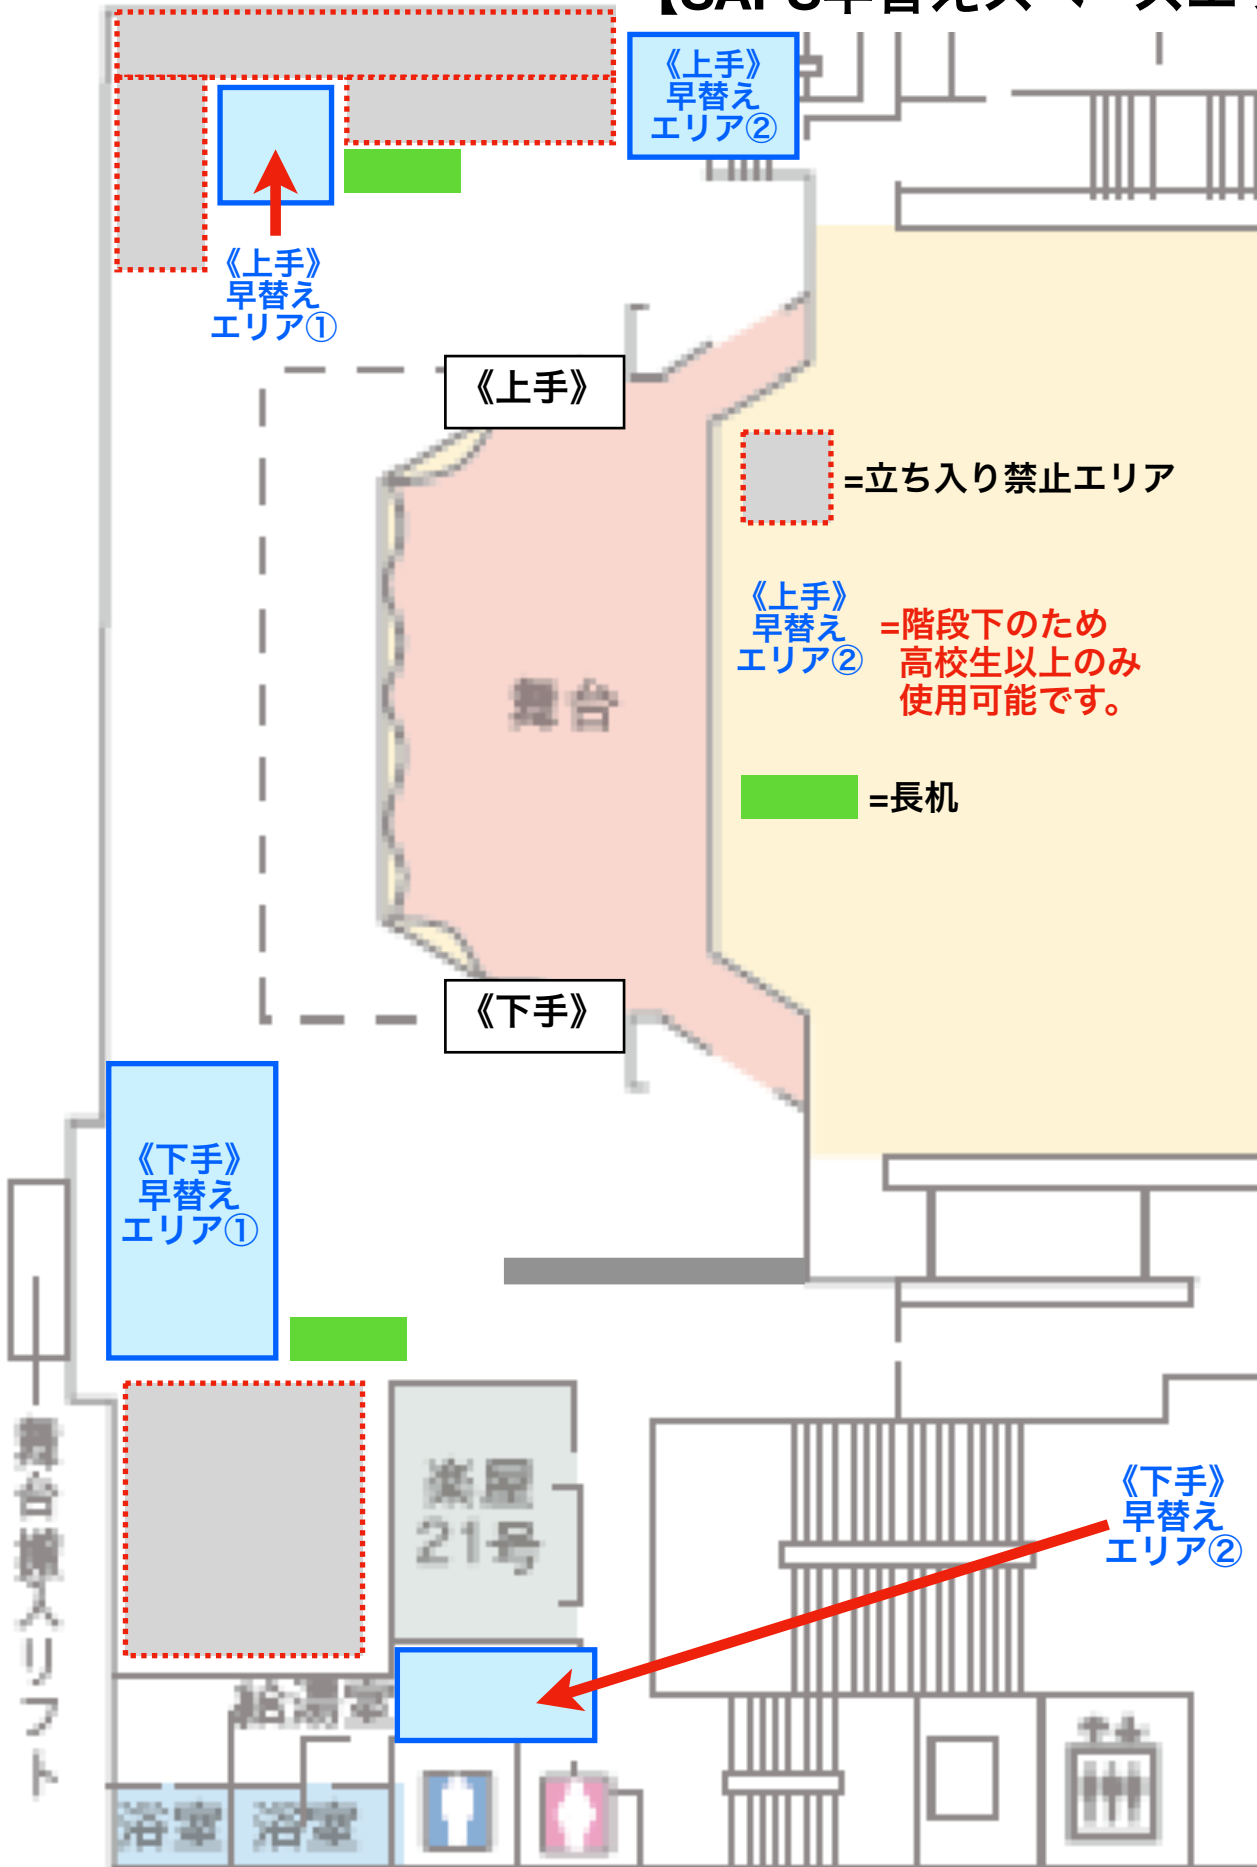 《上手》
早替え
エリア②
《上手》
早替え
エリア①
《上手》
=立ち入り禁止エリア
《上手》
早替え
エリア②
=階段下のため
高校生以上のみ
使用可能です。
舞台
=長机
《下手》
《下手》
早替え
エリア①
楽屋
21号
《下手》
早替え
エリア②
舞台搬入リフト
給湯室
浴室
浴室